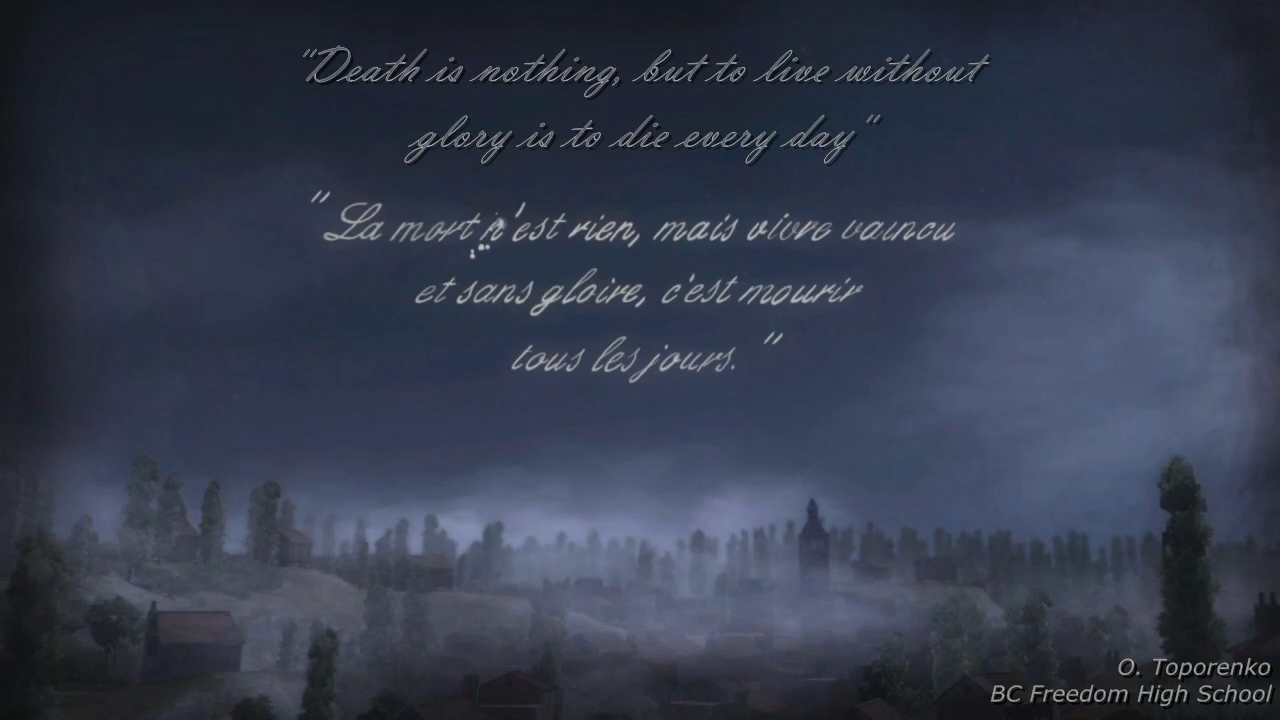 "Death is nothing, but to live without
glory is to die every day"
"La mort n'est rien, mais vivre vaincu
et sans gloire, c'est mourir
tous les jours."
O. Toporenko
BC Freedom High School